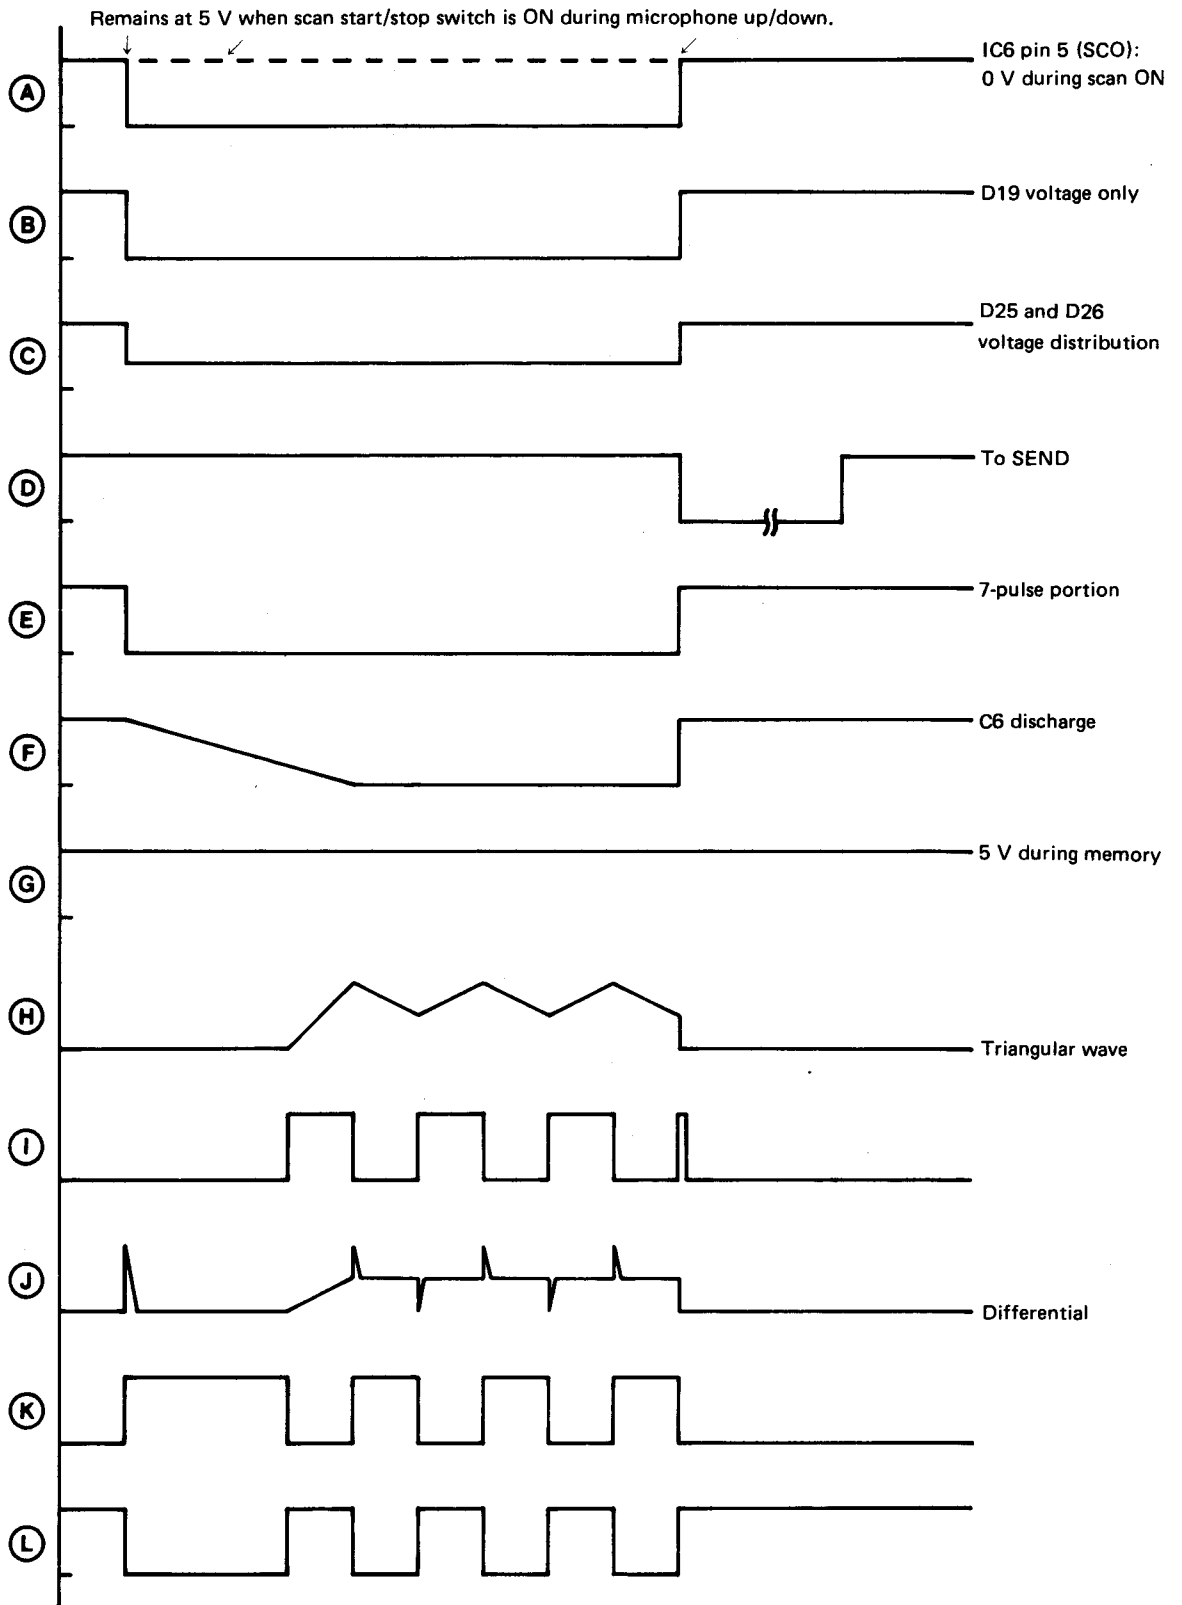 Remains at 5 V when scan start/stop switch is ON during microphone up/down.
A
IC6 pin 5 (SCO):
0 V during scan ON
B
D19 voltage only
C
D25 and D26
voltage distribution
D
To SEND
E
7-pulse portion
F
C6 discharge
G
5 V during memory
H
Triangular wave
I
J
Differential
K
L